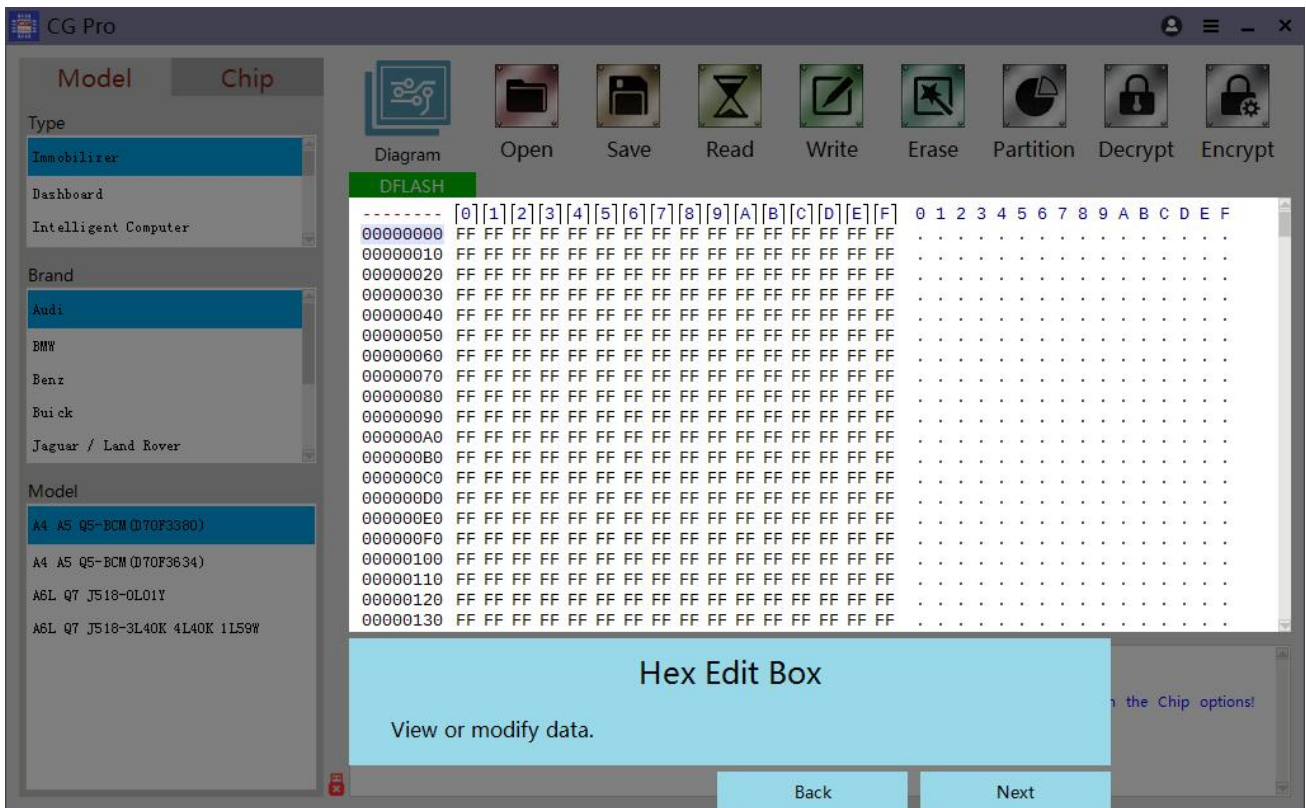 CG Pro
Model Chip
Type
Immobilizer
Dashboard
Intelligent Computer
Brand
Audi
BMW
Benz
Buick
Jaguar / Land Rover
Model
A4 A5 Q5-BCM(D70F3380)
A4 A5 Q5-BCM(D70F3634)
A6L Q7 J518-0L01Y
A6L Q7 J518-3L40K 4L40K 1L59W
Diagram Open Save Read Write Erase Partition Decrypt Encrypt
DFLASH
-------- [0][1][2][3][4][5][6][7][8][9][A][B][C][D][E][F] 0 1 2 3 4 5 6 7 8 9 A B C D E F
00000000 FF FF FF FF FF FF FF FF FF FF FF FF FF FF FF FF . . . . . . . . . . . . . . . .
00000010 FF FF FF FF FF FF FF FF FF FF FF FF FF FF FF FF . . . . . . . . . . . . . . . .
00000020 FF FF FF FF FF FF FF FF FF FF FF FF FF FF FF FF . . . . . . . . . . . . . . . .
00000030 FF FF FF FF FF FF FF FF FF FF FF FF FF FF FF FF . . . . . . . . . . . . . . . .
00000040 FF FF FF FF FF FF FF FF FF FF FF FF FF FF FF FF . . . . . . . . . . . . . . . .
00000050 FF FF FF FF FF FF FF FF FF FF FF FF FF FF FF FF . . . . . . . . . . . . . . . .
00000060 FF FF FF FF FF FF FF FF FF FF FF FF FF FF FF FF . . . . . . . . . . . . . . . .
00000070 FF FF FF FF FF FF FF FF FF FF FF FF FF FF FF FF . . . . . . . . . . . . . . . .
00000080 FF FF FF FF FF FF FF FF FF FF FF FF FF FF FF FF . . . . . . . . . . . . . . . .
00000090 FF FF FF FF FF FF FF FF FF FF FF FF FF FF FF FF . . . . . . . . . . . . . . . .
000000A0 FF FF FF FF FF FF FF FF FF FF FF FF FF FF FF FF . . . . . . . . . . . . . . . .
000000B0 FF FF FF FF FF FF FF FF FF FF FF FF FF FF FF FF . . . . . . . . . . . . . . . .
000000C0 FF FF FF FF FF FF FF FF FF FF FF FF FF FF FF FF . . . . . . . . . . . . . . . .
000000D0 FF FF FF FF FF FF FF FF FF FF FF FF FF FF FF FF . . . . . . . . . . . . . . . .
000000E0 FF FF FF FF FF FF FF FF FF FF FF FF FF FF FF FF . . . . . . . . . . . . . . . .
000000F0 FF FF FF FF FF FF FF FF FF FF FF FF FF FF FF FF . . . . . . . . . . . . . . . .
00000100 FF FF FF FF FF FF FF FF FF FF FF FF FF FF FF FF . . . . . . . . . . . . . . . .
00000110 FF FF FF FF FF FF FF FF FF FF FF FF FF FF FF FF . . . . . . . . . . . . . . . .
00000120 FF FF FF FF FF FF FF FF FF FF FF FF FF FF FF FF . . . . . . . . . . . . . . . .
00000130 FF FF FF FF FF FF FF FF FF FF FF FF FF FF FF FF . . . . . . . . . . . . . . . .
Hex Edit Box
the Chip options!
View or modify data.
Back Next